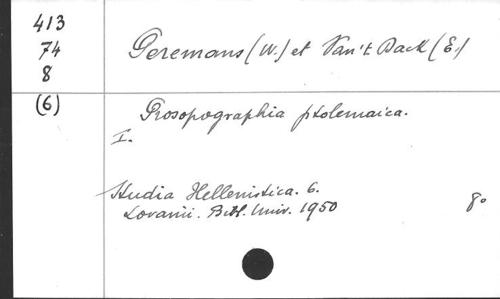 413
74
8
(6)
Peremans (W.) et Van't Dack (E.)
Prosopographia ptolemaica.
I.
Studia Hellenistica. 6.
Lovanii. Bibl. Univ. 1950
8°